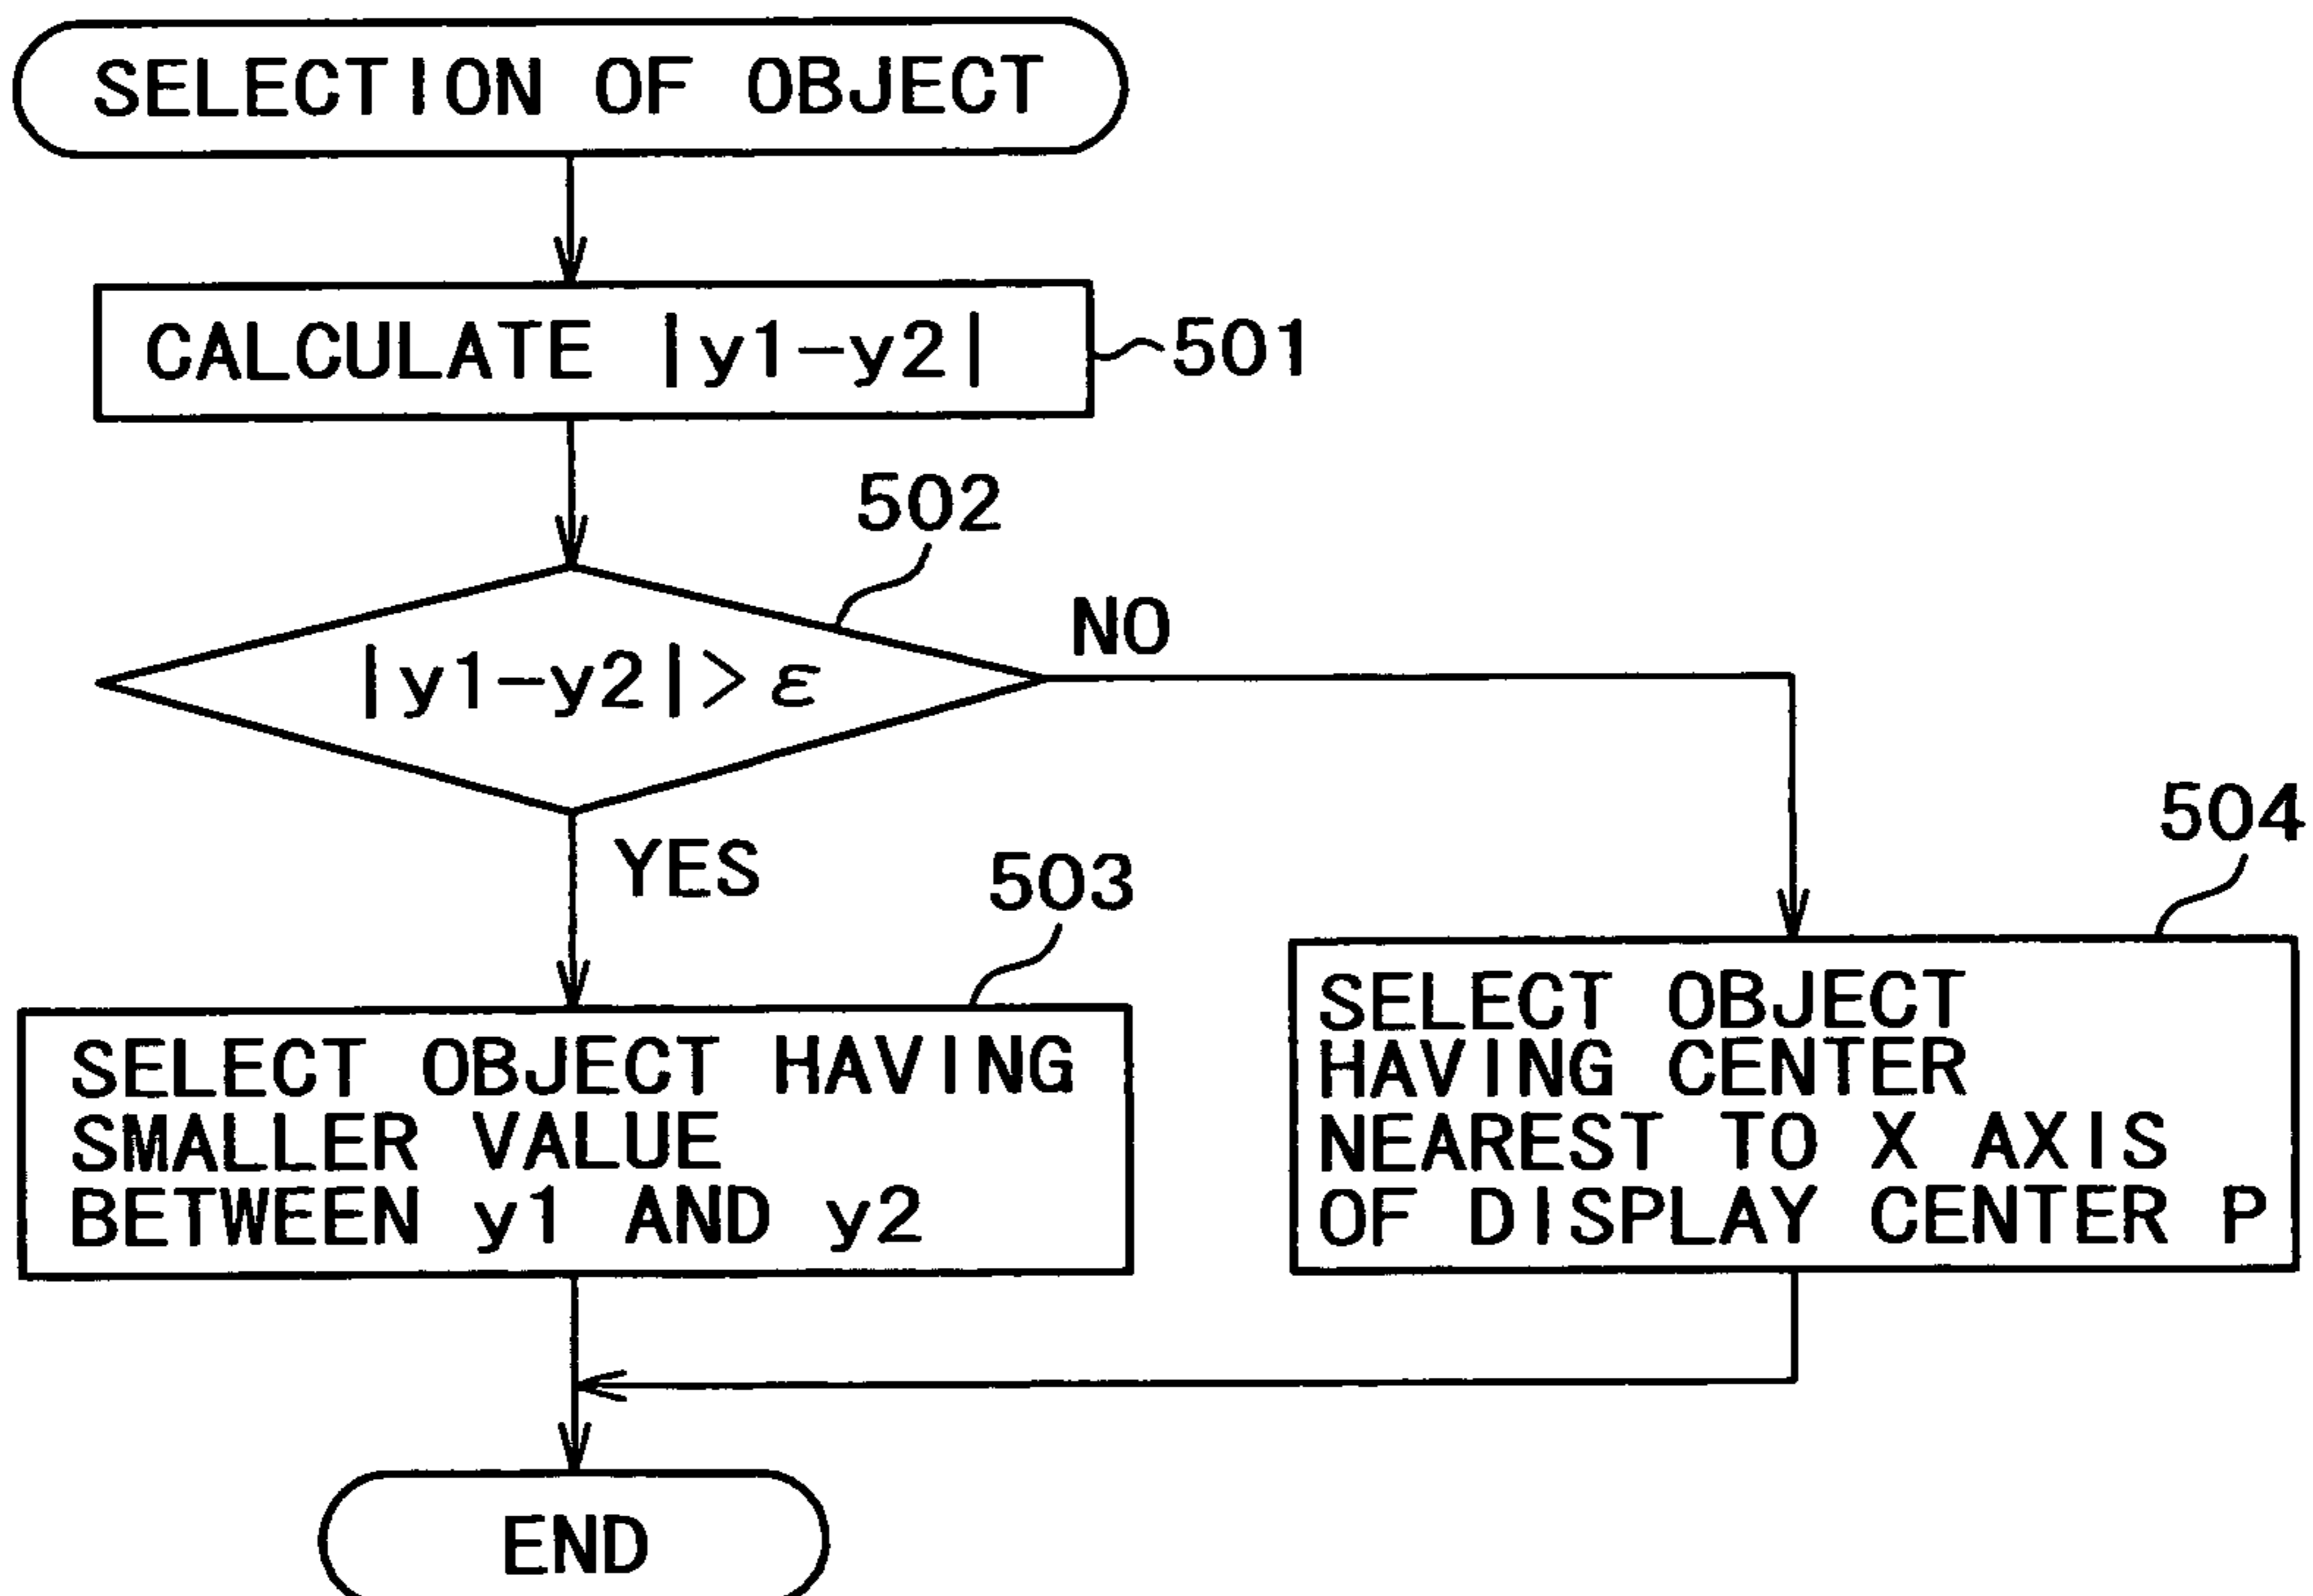 SELECTION OF OBJECT
CALCULATE |y1-y2|
501
502
|y1-y2|> ε
NO
YES
503
504
SELECT OBJECT HAVING
SMALLER VALUE
BETWEEN y1 AND y2
SELECT OBJECT
HAVING CENTER
NEAREST TO X AXIS
OF DISPLAY CENTER P
END